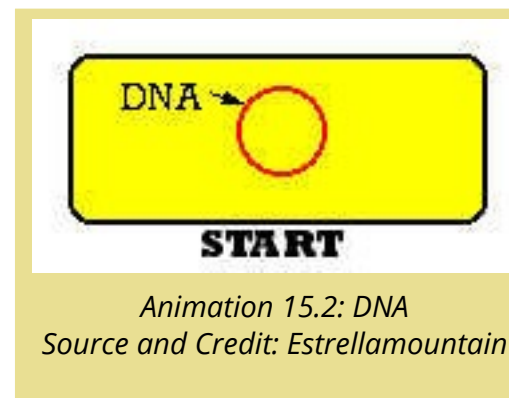 DNA
START
Animation 15.2: DNA
Source and Credit: Estrellamountain